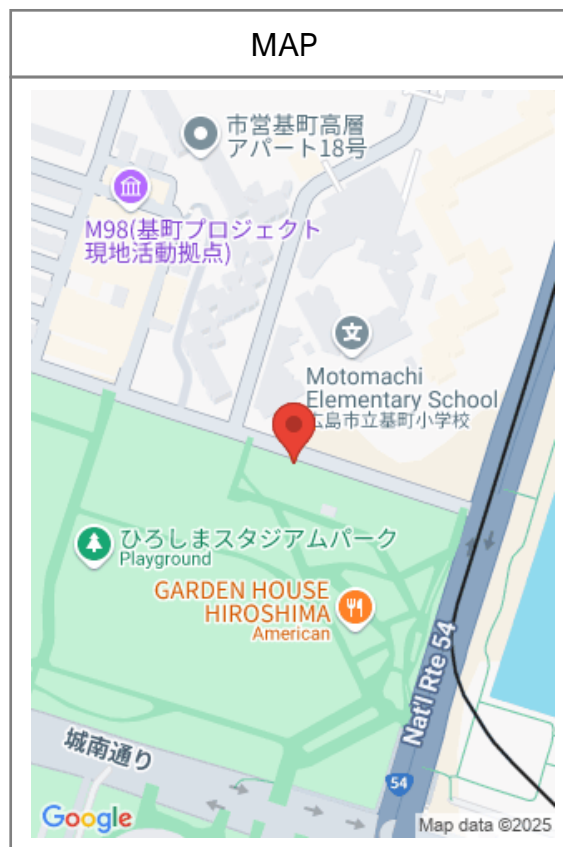 MAP
市営基町高層
アパート18号
M98(基町プロジェクト
現地活動拠点)
文
Motomachi
Elementary School
広島市立基町小学校
ひろしまスタジアムパーク
Playground
GARDEN HOUSE
HIROSHIMA
American
Nat'l Rte 54
城南通り
54
Google
Map data ©2025